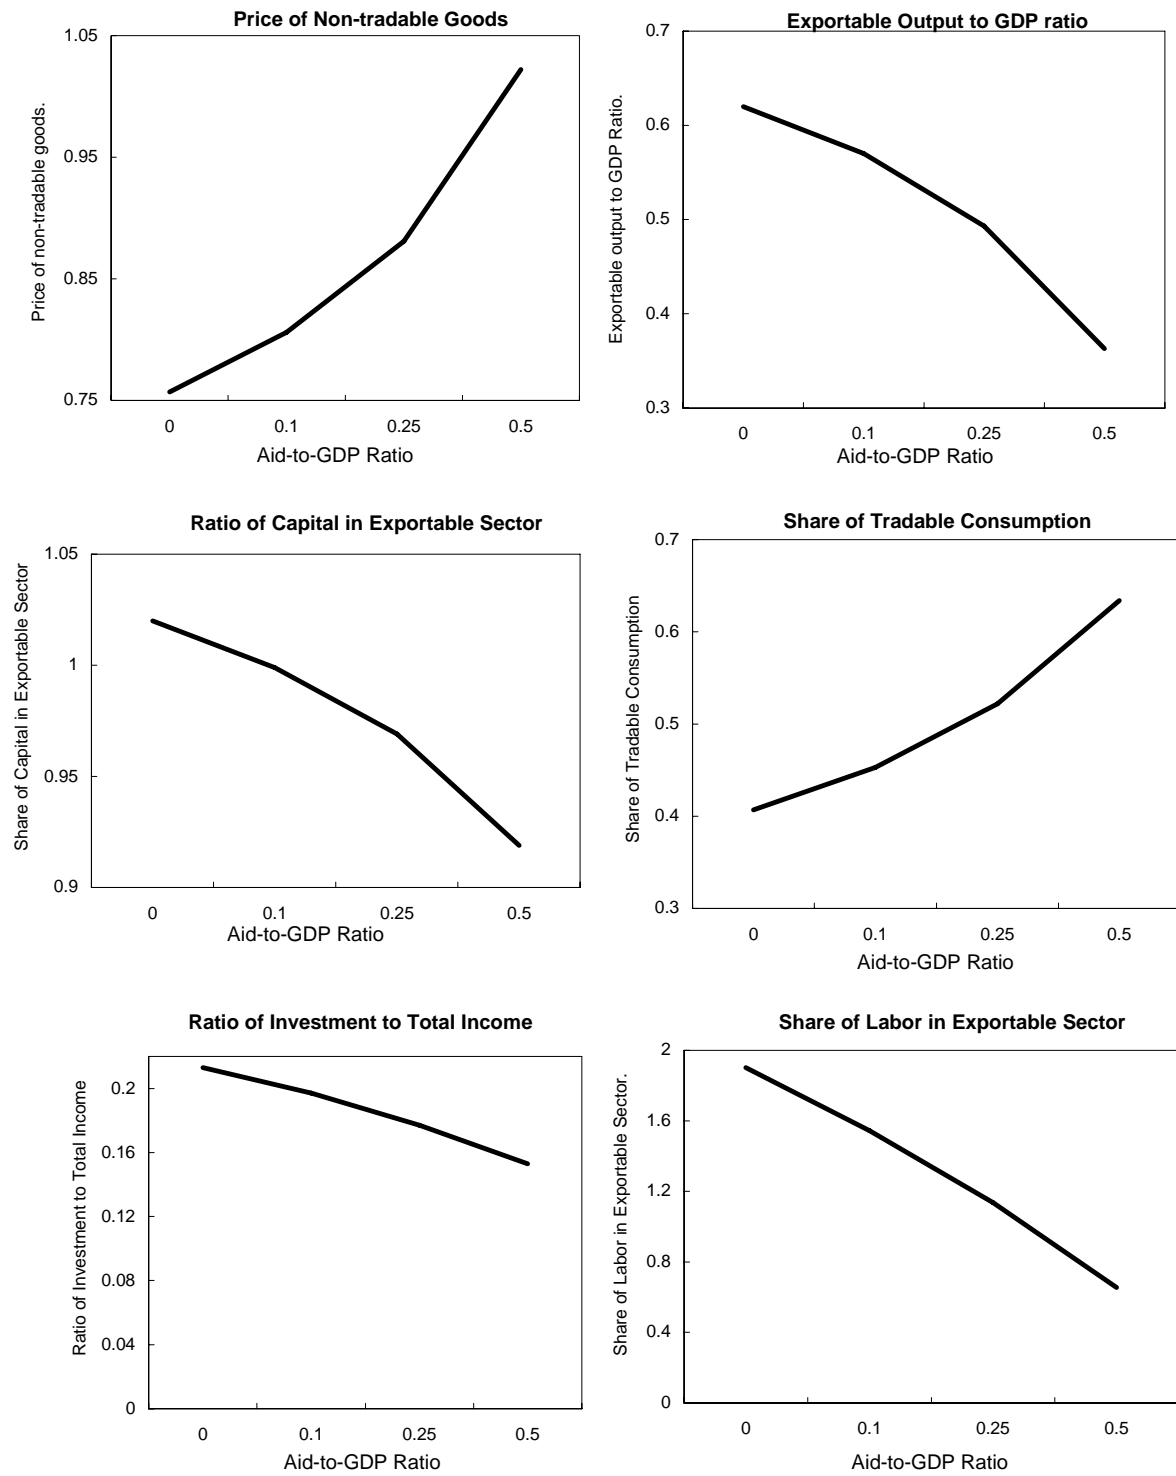 Price of Non-tradable Goods
Price of non-tradable goods.
1.05
0.95
0.85
0.75
0 0.1 0.25 0.5
Aid-to-GDP Ratio
Exportable Output to GDP ratio
Exportable output to GDP Ratio.
0.7
0.6
0.5
0.4
0.3
0 0.1 0.25 0.5
Aid-to-GDP Ratio
Ratio of Capital in Exportable Sector
Share of Capital in Exportable Sector
1.05
1
0.95
0.9
0 0.1 0.25 0.5
Aid-to-GDP Ratio
Share of Tradable Consumption
Share of Tradable Consumption
0.7
0.6
0.5
0.4
0.3
0 0.1 0.25 0.5
Aid-to-GDP Ratio
Ratio of Investment to Total Income
Ratio of Investment to Total Income
0.2
0.16
0.12
0.08
0.04
0
0 0.1 0.25 0.5
Aid-to-GDP Ratio
Share of Labor in Exportable Sector
Share of Labor in Exportable Sector.
2
1.6
1.2
0.8
0.4
0
0 0.1 0.25 0.5
Aid-to-GDP Ratio